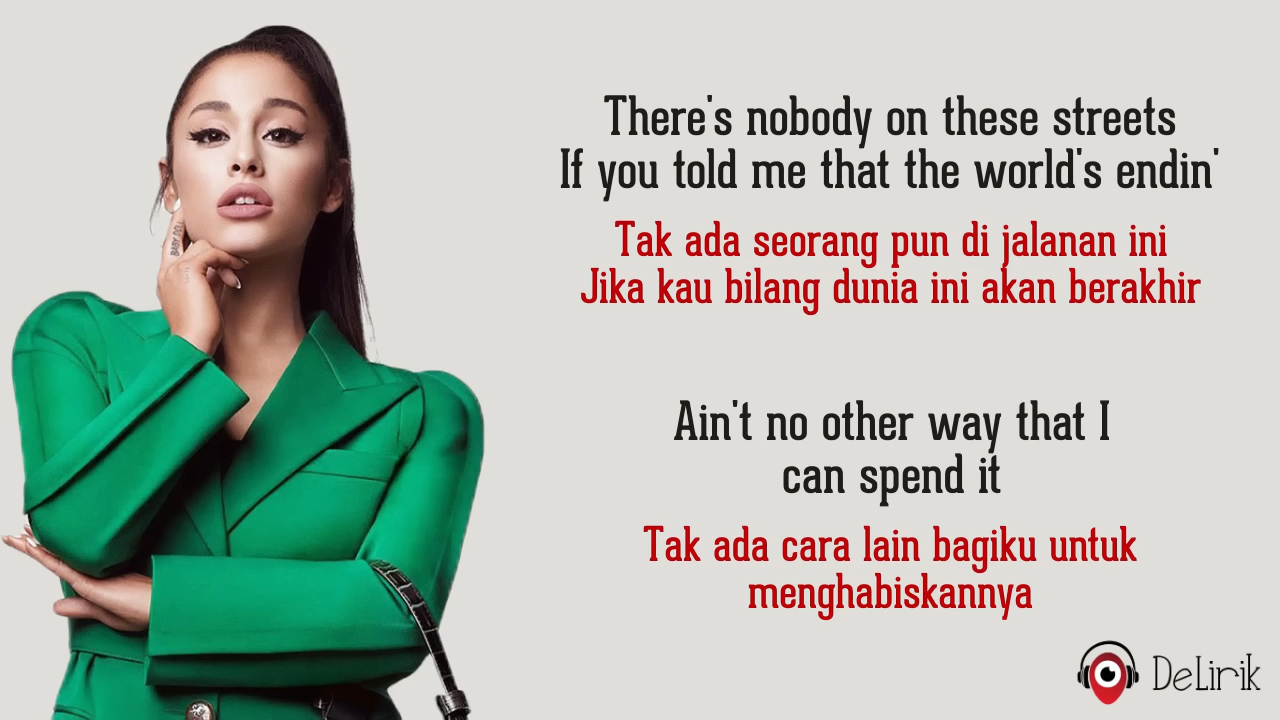 There's nobody on these streets
If you told me that the world's endin'
Tak ada seorang pun di jalanan ini
Jika kau bilang dunia ini akan berakhir
Ain't no other way that I
can spend it
Tak ada cara lain bagiku untuk
menghabiskannya
DeLirik